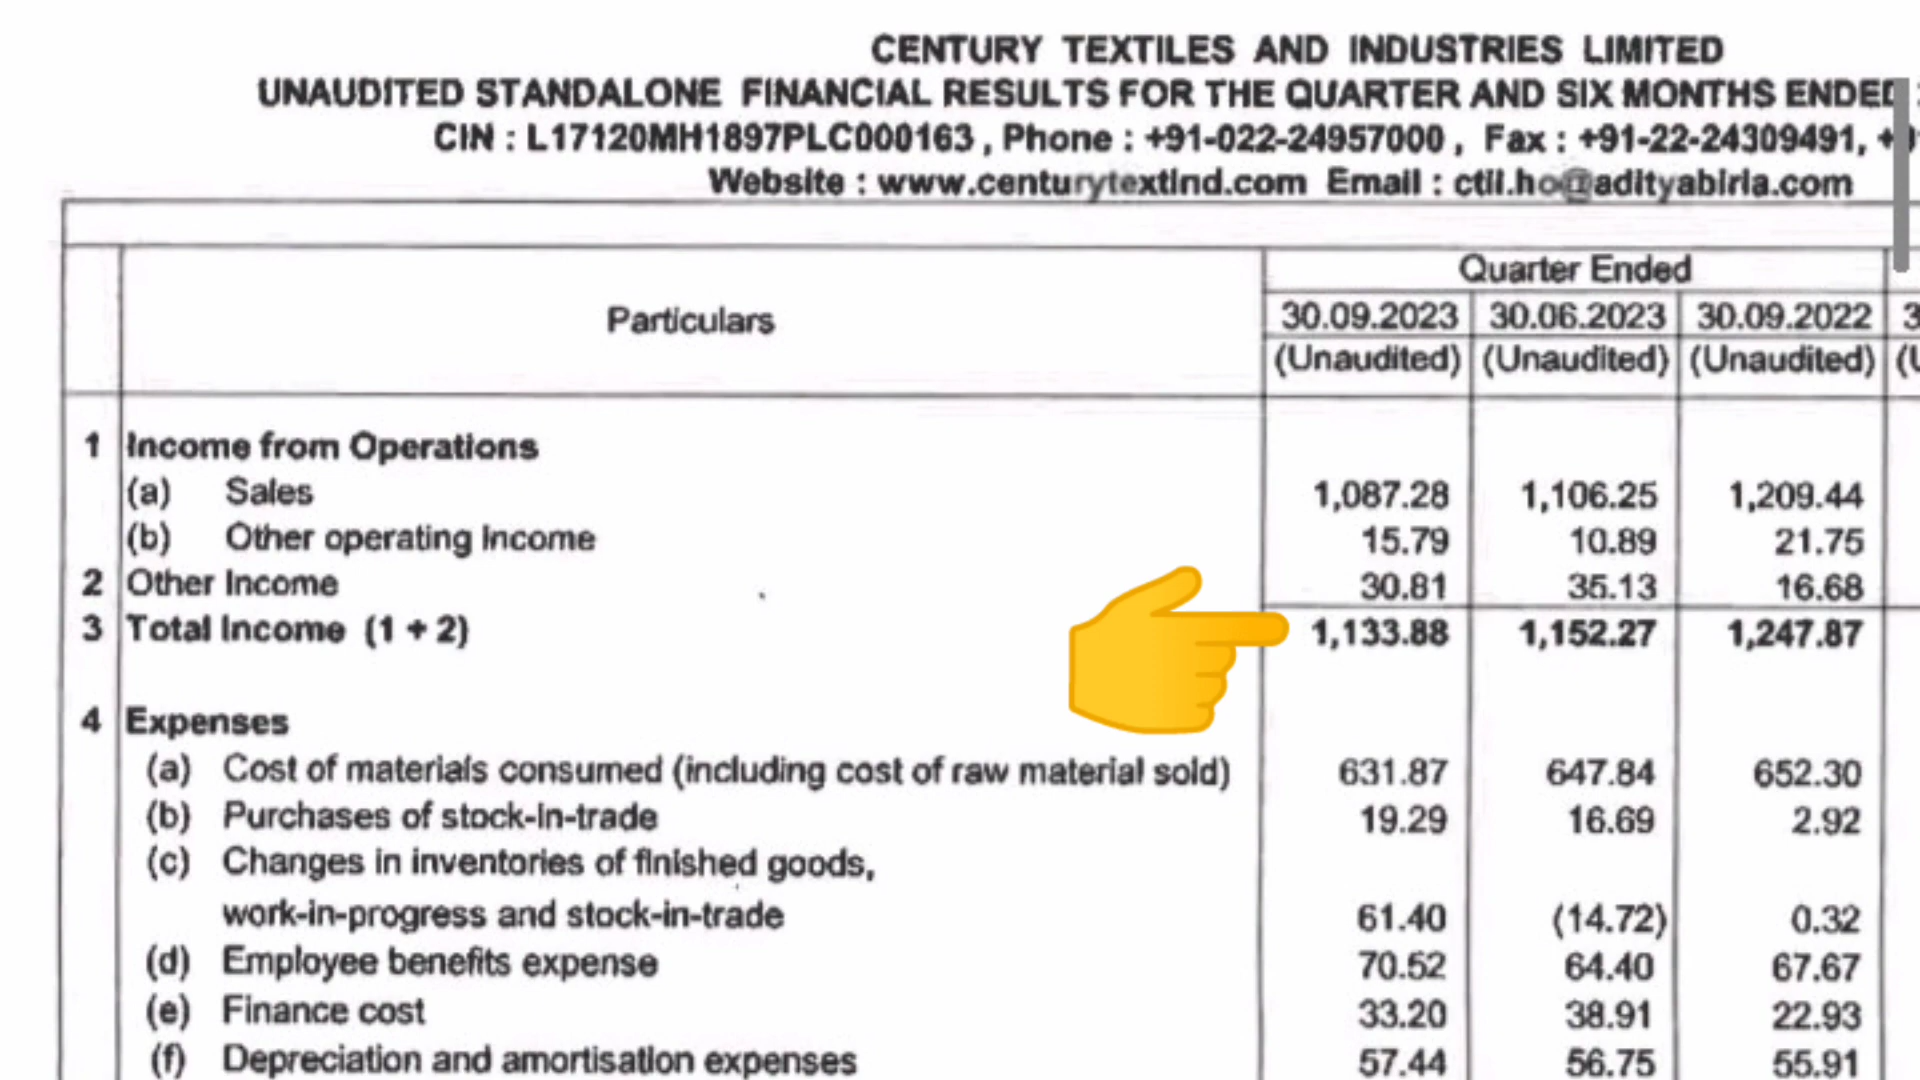 CENTURY TEXTILES AND INDUSTRIES LIMITED
UNAUDITED STANDALONE FINANCIAL RESULTS FOR THE QUARTER AND SIX MONTHS ENDED
CIN : L17120MH1897PLC000163 , Phone : +91-022-24957000 , Fax : +91-22-24309491,
Website : www.centurytextind.com Email : ctil.ho@adityabirla.com
Quarter Ended
Particulars 30.09.2023 30.06.2023 30.09.2022
(Unaudited) (Unaudited) (Unaudited)
1 Income from Operations
(a) Sales 1,087.28 1,106.25 1,209.44
(b) Other operating Income 15.79 10.89 21.75
2 Other Income 30.81 35.13 16.68
3 Total Income (1 + 2) 1,133.88 1,152.27 1,247.87
4 Expenses
(a) Cost of materials consumed (including cost of raw material sold) 631.87 647.84 652.30
(b) Purchases of stock-in-trade 19.29 16.69 2.92
(c) Changes in inventories of finished goods,
work-in-progress and stock-in-trade 61.40 (14.72) 0.32
(d) Employee benefits expense 70.52 64.40 67.67
(e) Finance cost 33.20 38.91 22.93
(f) Depreciation and amortisation expenses 57.44 56.75 55.91